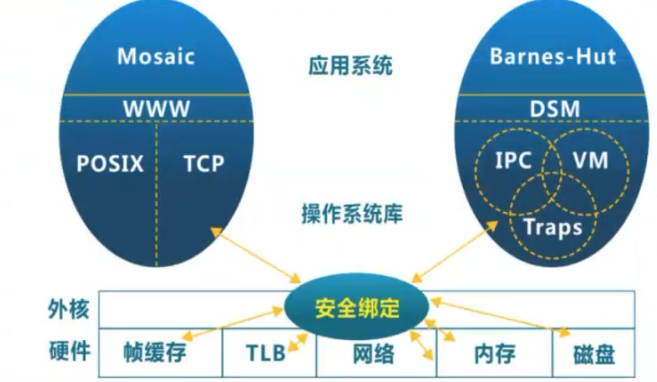 Mosaic
应用系统
Barnes-Hut
WWW
DSM
POSIX
TCP
IPC
VM
操作系统库
Traps
外核
安全绑定
硬件
帧缓存
TLB
网络
内存
磁盘